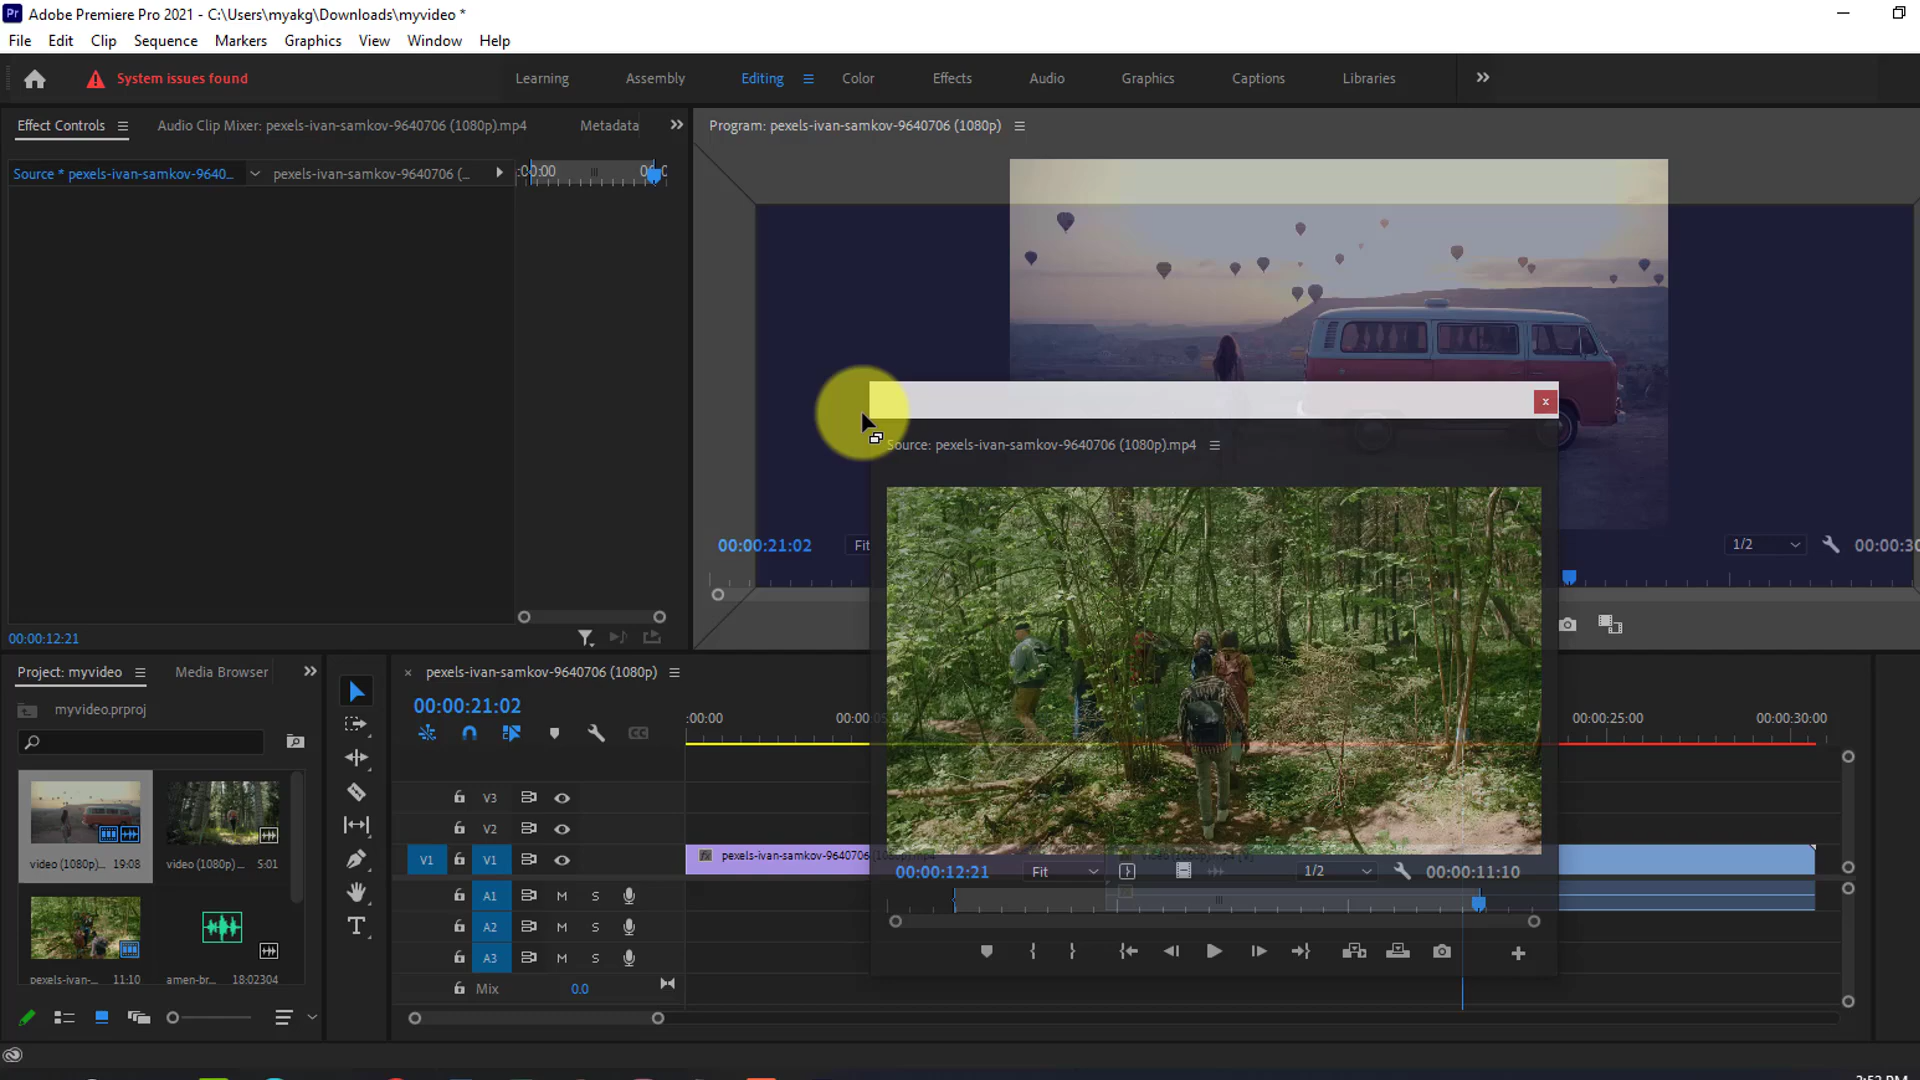 Pr Adobe Premiere Pro 2021 - C:\Users\myakg\Downloads\myvideo *
File Edit Clip Sequence Markers Graphics View Window Help
System issues found Learning Assembly Editing Color Effects Audio Graphics Captions Libraries
Effect Controls Audio Clip Mixer: pexels-ivan-samkov-9640706 (1080p).mp4 Metadata
Program: pexels-ivan-samkov-9640706 (1080p)
Source * pexels-ivan-samkov-9640... pexels-ivan-samkov-9640706 (... :00:00
Source: pexels-ivan-samkov-9640706 (1080p).mp4
00:00:21:02 Fit 1/2 00:00:30
00:00:12:21
Project: myvideo Media Browser
pexels-ivan-samkov-9640706 (1080p)
myvideo.prproj
00:00:21:02
:00:00 00:00:25:00 00:00:30:00
V3
V2
V1 V1 pexels-ivan-samkov-9640706
video (1080p)... 19:08 video (1080p)... 5:01
00:00:12:21 Fit 1/2 00:00:11:10
A1 M S
A2 M S
A3 M S
pexels-ivan-... 11:10 amen-br... 18:02304
Mix 0.0